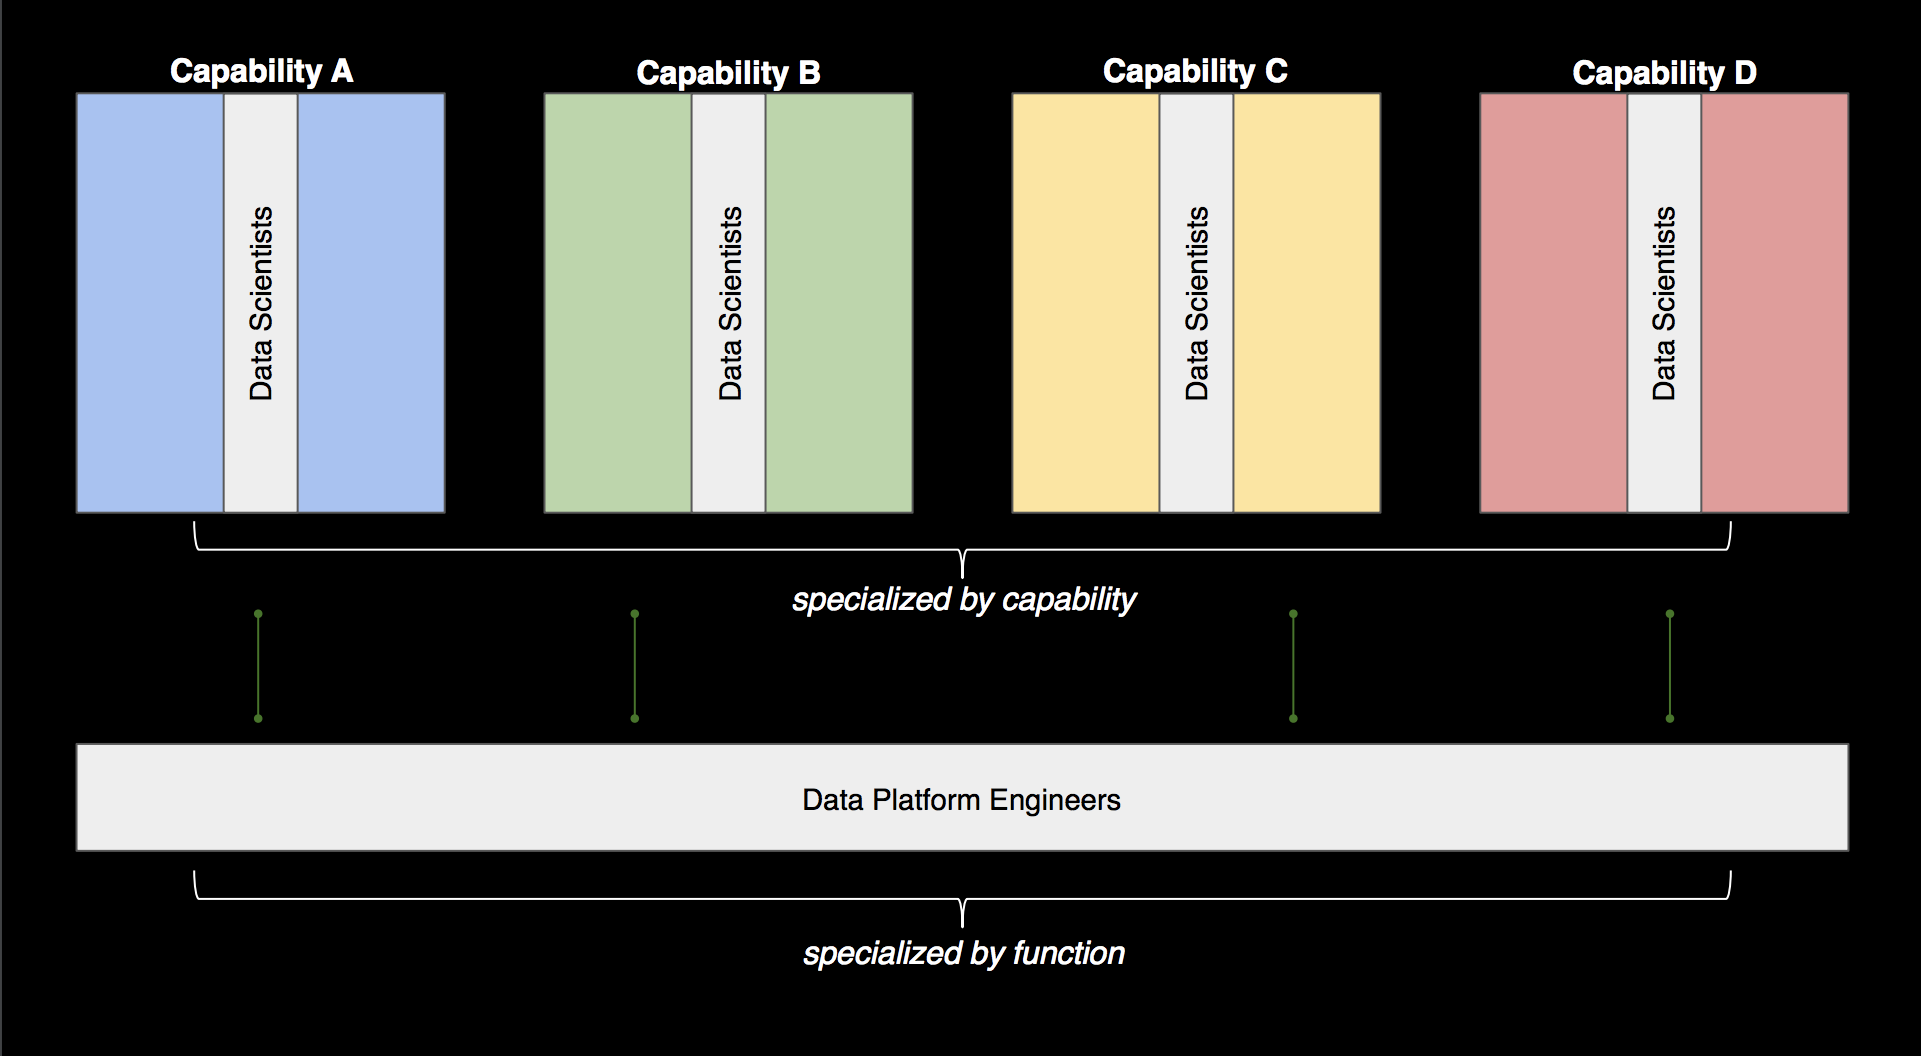 Capability A
Capability B
Capability C
Capability D
Data Scientists
Data Scientists
Data Scientists
Data Scientists
specialized by capability
Data Platform Engineers
specialized by function